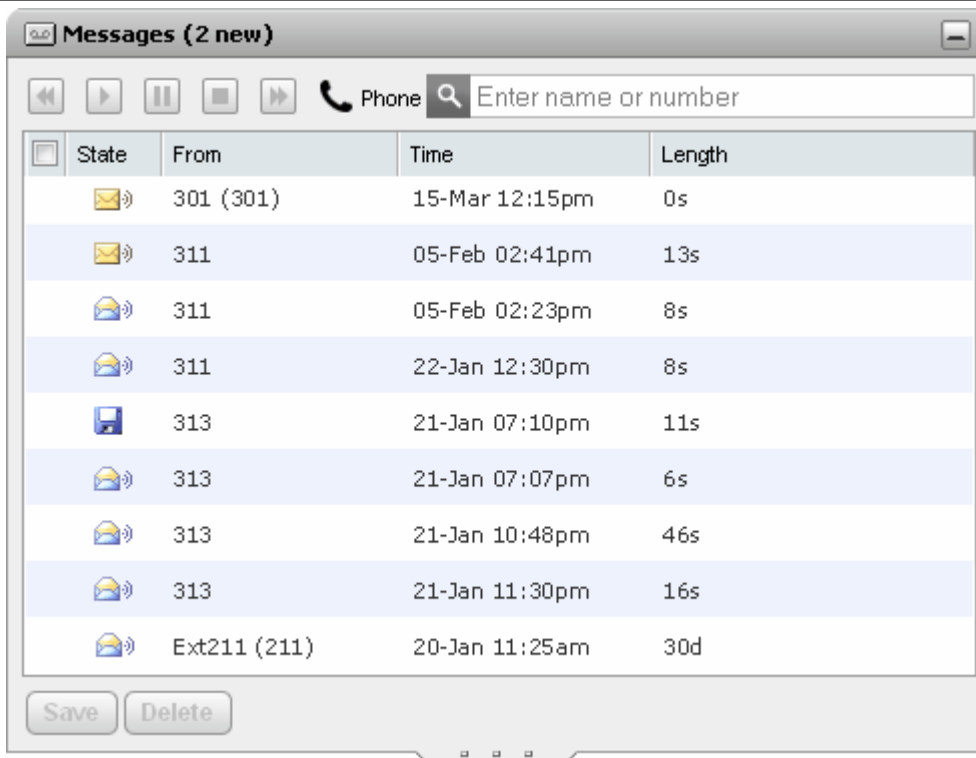 Messages (2 new)
Phone Enter name or number
State From Time Length
301 (301) 15-Mar 12:15pm 0s
311 05-Feb 02:41pm 13s
311 05-Feb 02:23pm 8s
311 22-Jan 12:30pm 8s
313 21-Jan 07:10pm 11s
313 21-Jan 07:07pm 6s
313 21-Jan 10:48pm 46s
313 21-Jan 11:30pm 16s
Ext211 (211) 20-Jan 11:25am 30d
Save Delete